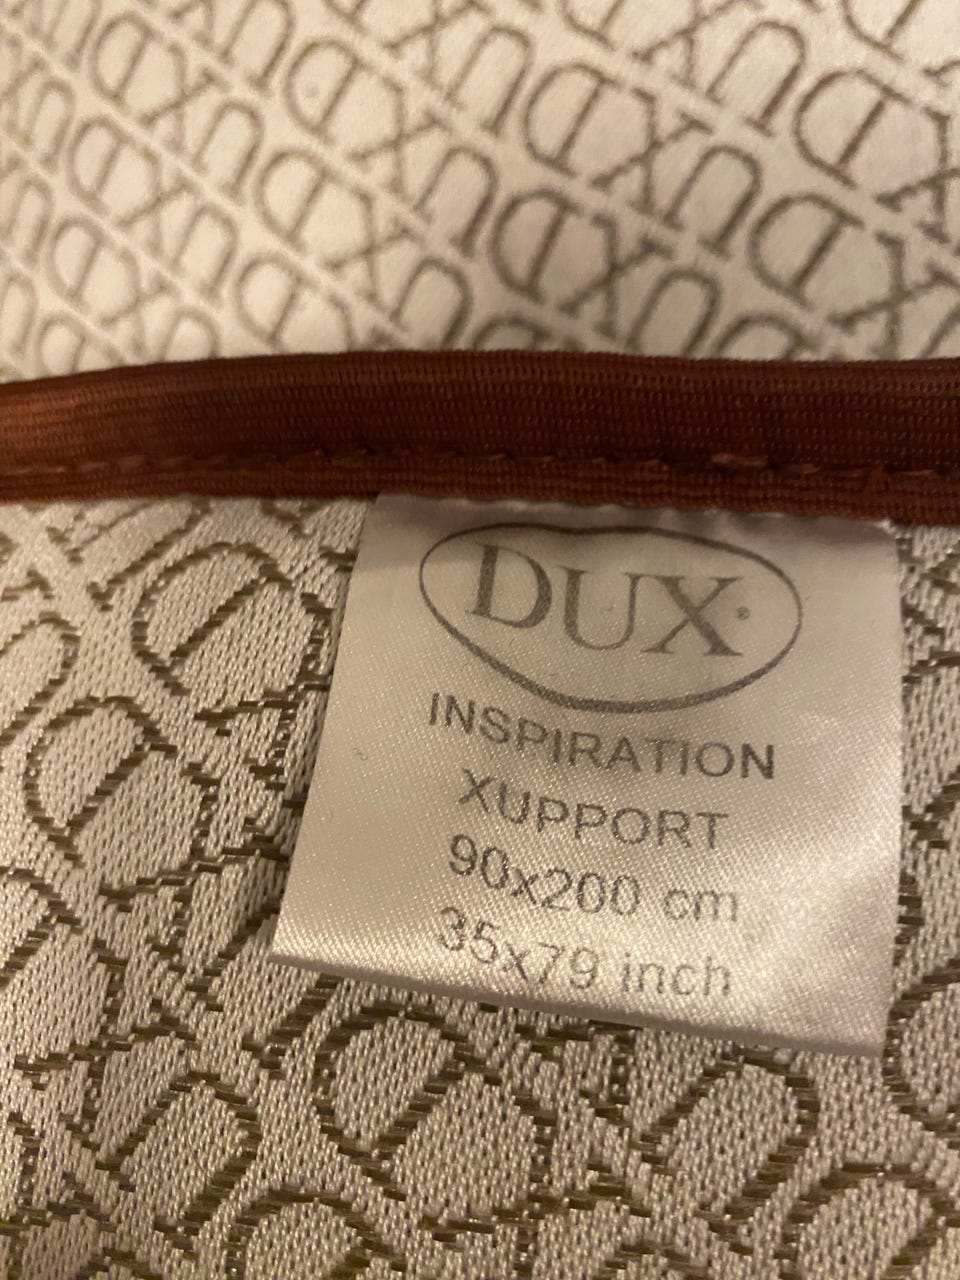 DUX®
INSPIRATION
XUPPORT
90x200 cm
35x79 inch